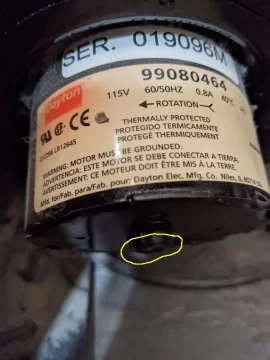 SER. 019096M
99080464
Dayton
115V 60/50HZ 0.8A 40°C
ROTATION
THERMALLY PROTECTED
PROTEGIDO TERMICAMENTE
PROTÉGÉ THERMIQUEMENT
WARNING: MOTOR MUST BE GROUNDED.
ADVERTENCIA: ESTE MOTOR SE DEBE CONECTAR A TIERRA.
AVERTISSEMENT: CE MOTEUR DOIT ÊTRE MIS À LA TERRE.
Mfd. for/Fab. para/Fab. pour: Dayton Elec. Mfg. Co. Niles, IL 60714